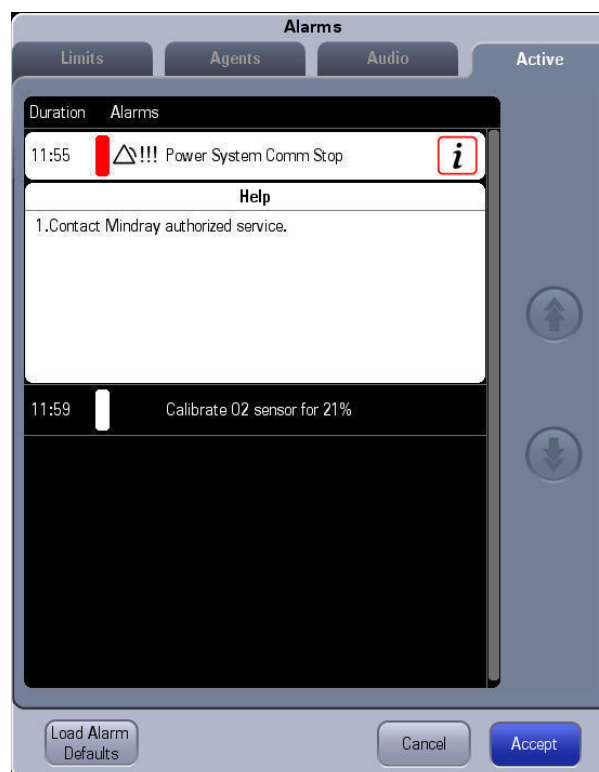 Alarms
Limits Agents Audio Active
Duration Alarms
11:55 !!! Power System Comm Stop i
Help
1.Contact Mindray authorized service.
11:59 Calibrate O2 sensor for 21%
Load Alarm
Defaults
Cancel Accept